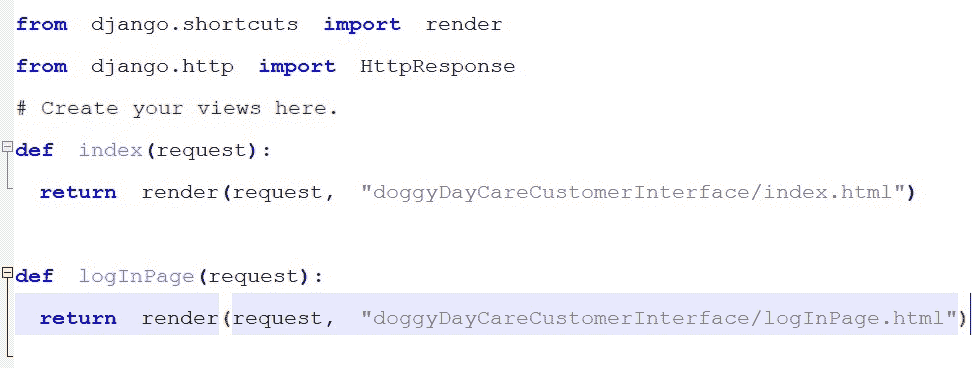 from django.shortcuts import render
from django.http import HttpResponse
# Create your views here.
def index(request):
return render(request, "doggyDayCareCustomerInterface/index.html")
def logInPage(request):
return render(request, "doggyDayCareCustomerInterface/logInPage.html")